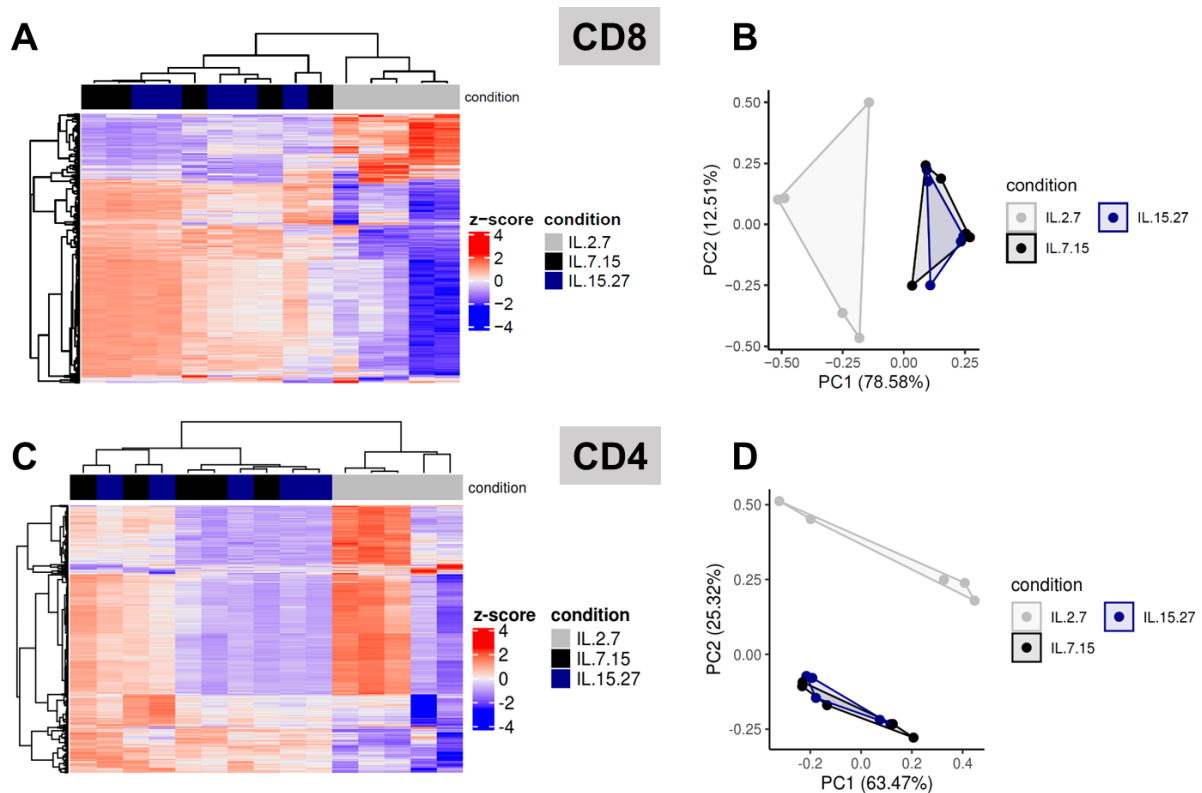 A
CD8
B
condition
z-score
4
2
0
-2
-4
condition
IL.2.7
IL.7.15
IL.15.27
PC2 (12.51%)
0.50
0.25
0.00
-0.25
-0.50
-0.50
-0.25
0.00
0.25
PC1 (78.58%)
condition
IL.2.7
IL.15.27
IL.7.15
C
CD4
D
condition
z-score
4
2
0
-2
-4
condition
IL.2.7
IL.7.15
IL.15.27
PC2 (25.32%)
0.50
0.25
0.00
-0.25
-0.2
0.0
0.2
0.4
PC1 (63.47%)
condition
IL.2.7
IL.15.27
IL.7.15